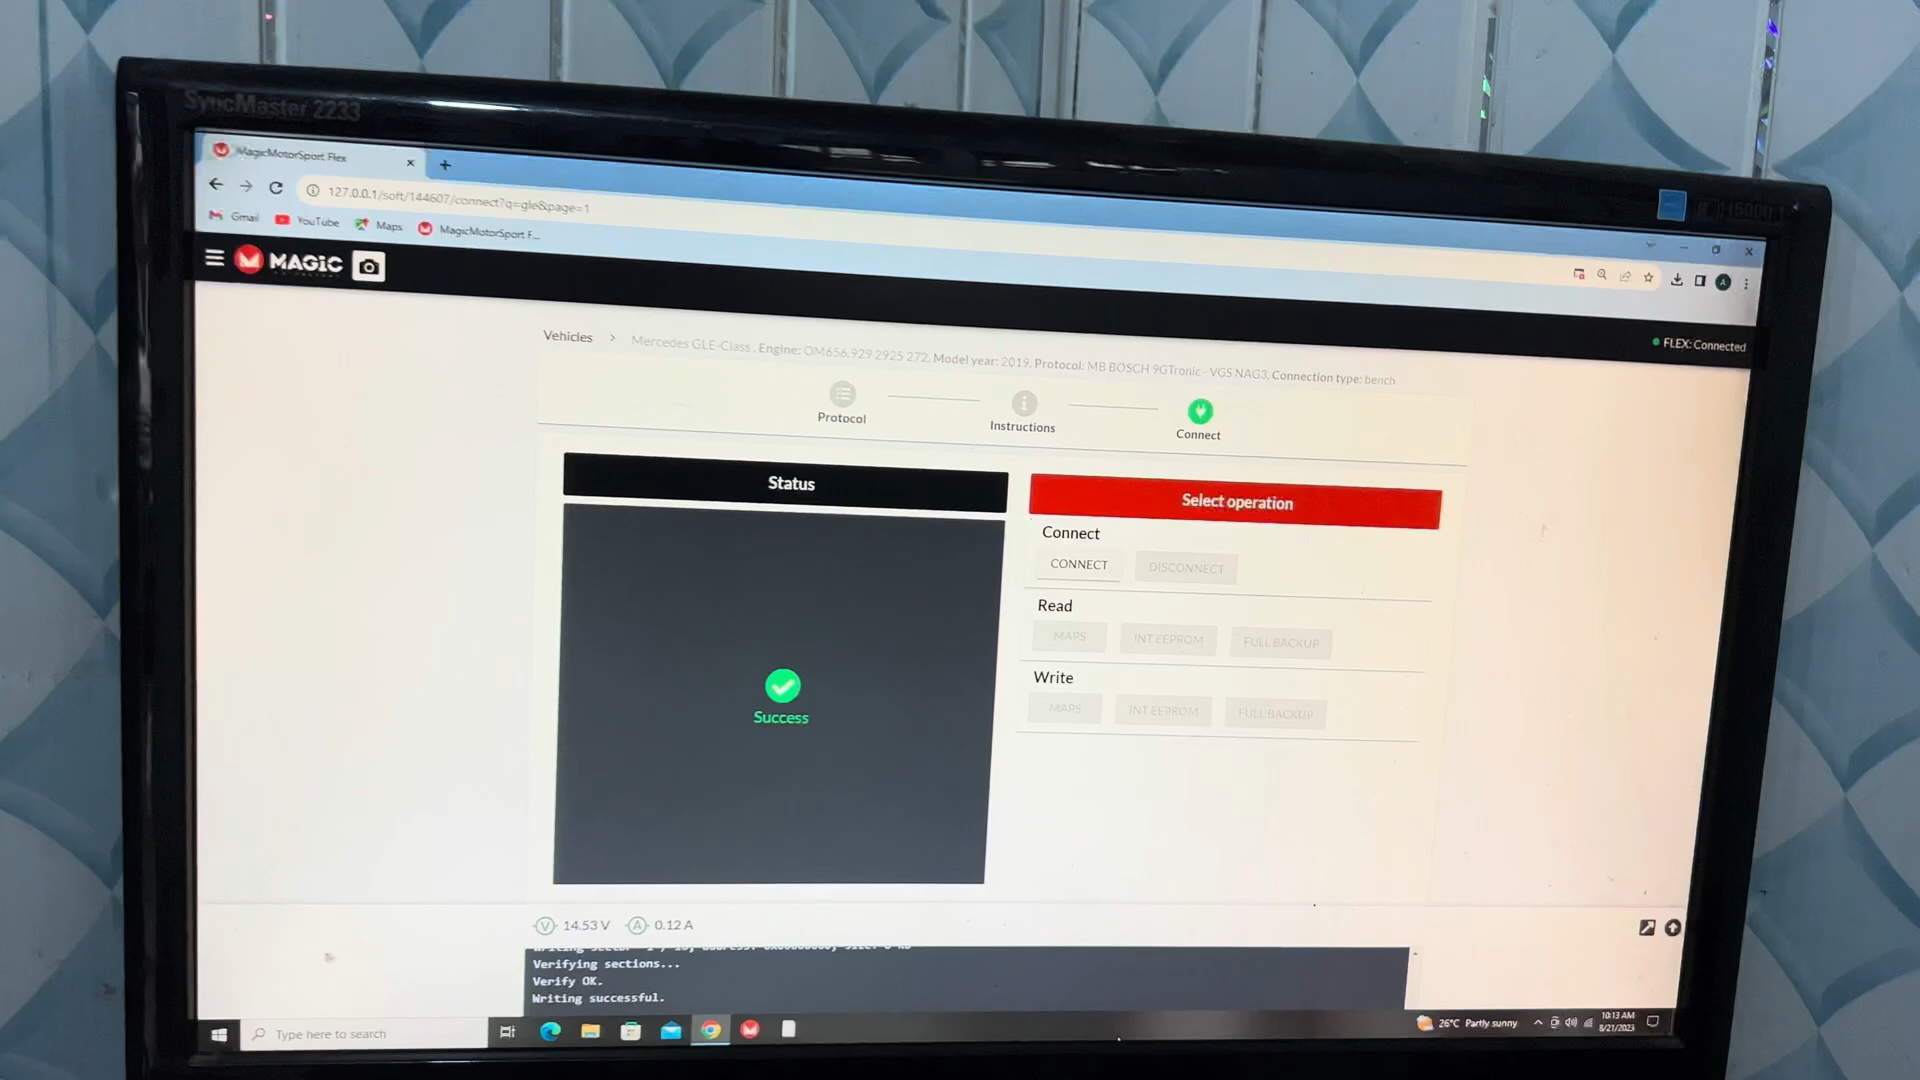 SyncMaster 2233
MagicMotorSport Flex
127.0.0.1/soft/144607/connect?q=gle&page=1
Gmail
YouTube
Maps
MagicMotorSport F...
MAGIC
A
FLEX: Connected
Vehicles > Mercedes GLE-Class . Engine: OM656.929 2925 272, Model year: 2019, Protocol: MB BOSCH 9GTronic - VGS NAG3, Connection type: bench
Protocol
Instructions
Connect
Status
Select operation
Connect
CONNECT
DISCONNECT
Read
MAPS
INT EEPROM
FULL BACKUP
Write
MAPS
INT EEPROM
FULL BACKUP
Success
V 14.53 V
A 0.12 A
Verifying sections...
Verify OK.
Writing successful.
Type here to search
26°C Partly sunny
10:13 AM
8/21/2023